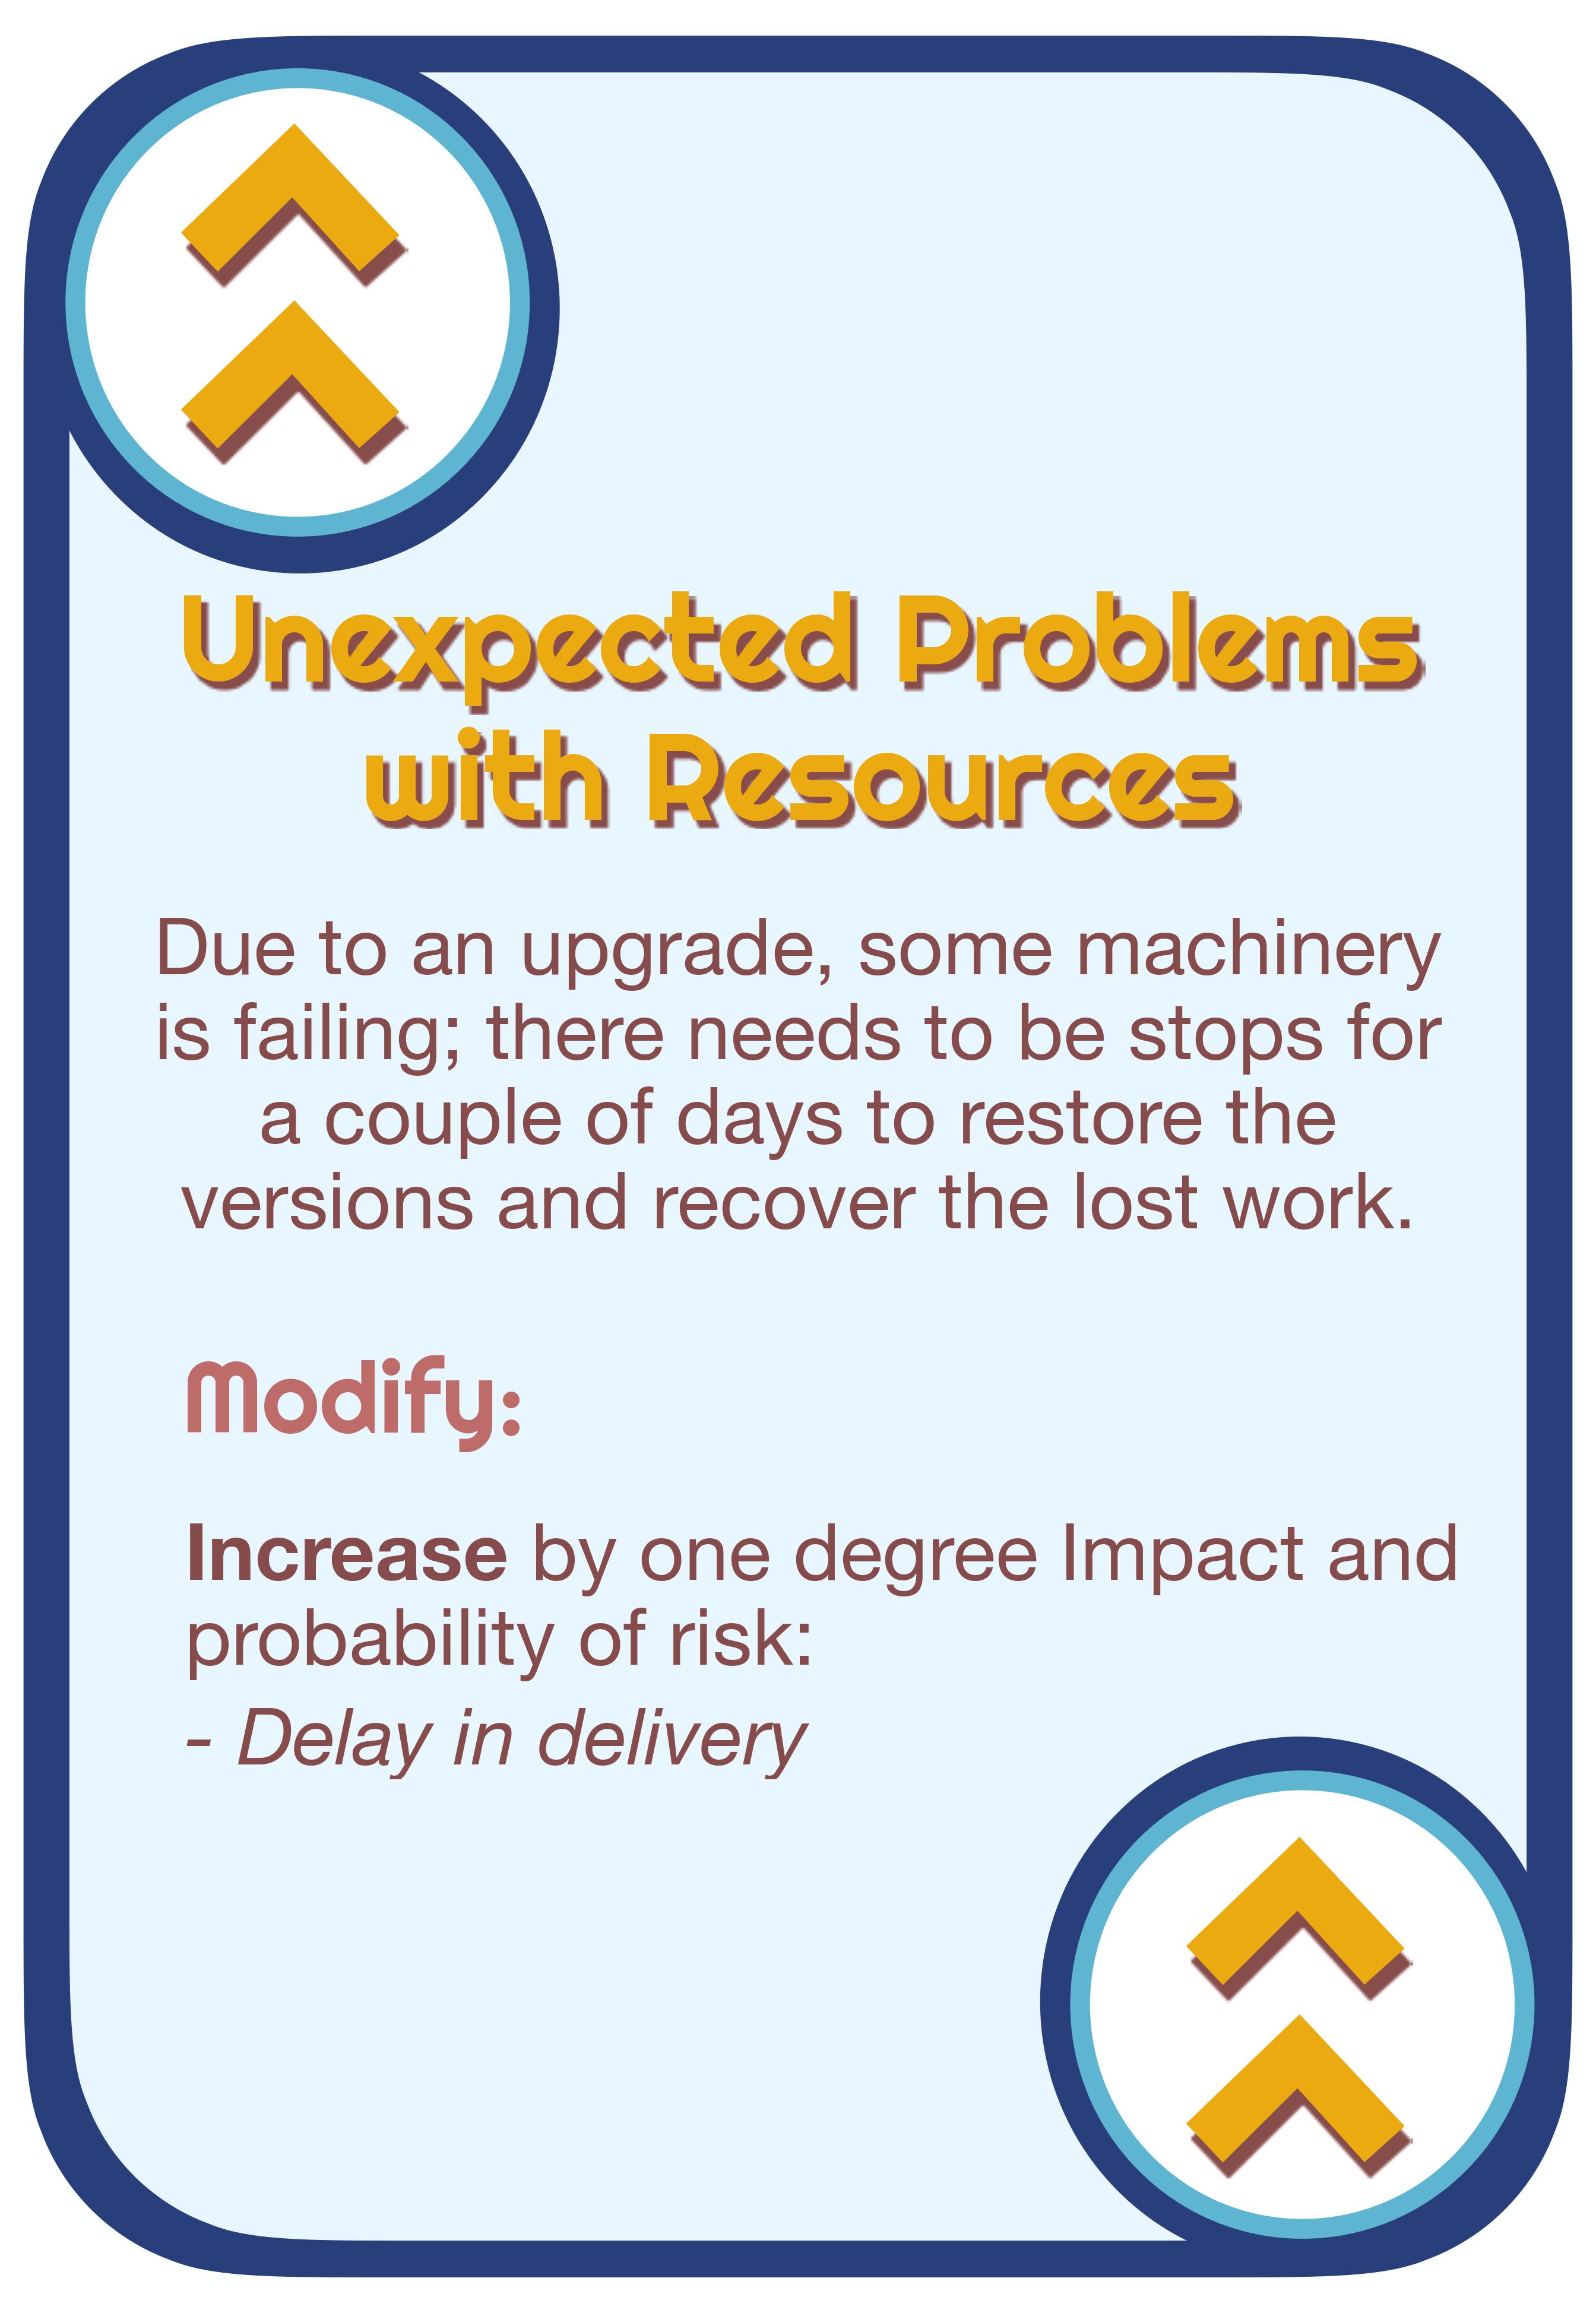 Unexpected Problems
with Resources
Due to an upgrade, some machinery
is failing; there needs to be stops for
a couple of days to restore the
versions and recover the lost work.
Modify:
Increase by one degree Impact and
probability of risk:
- Delay in delivery